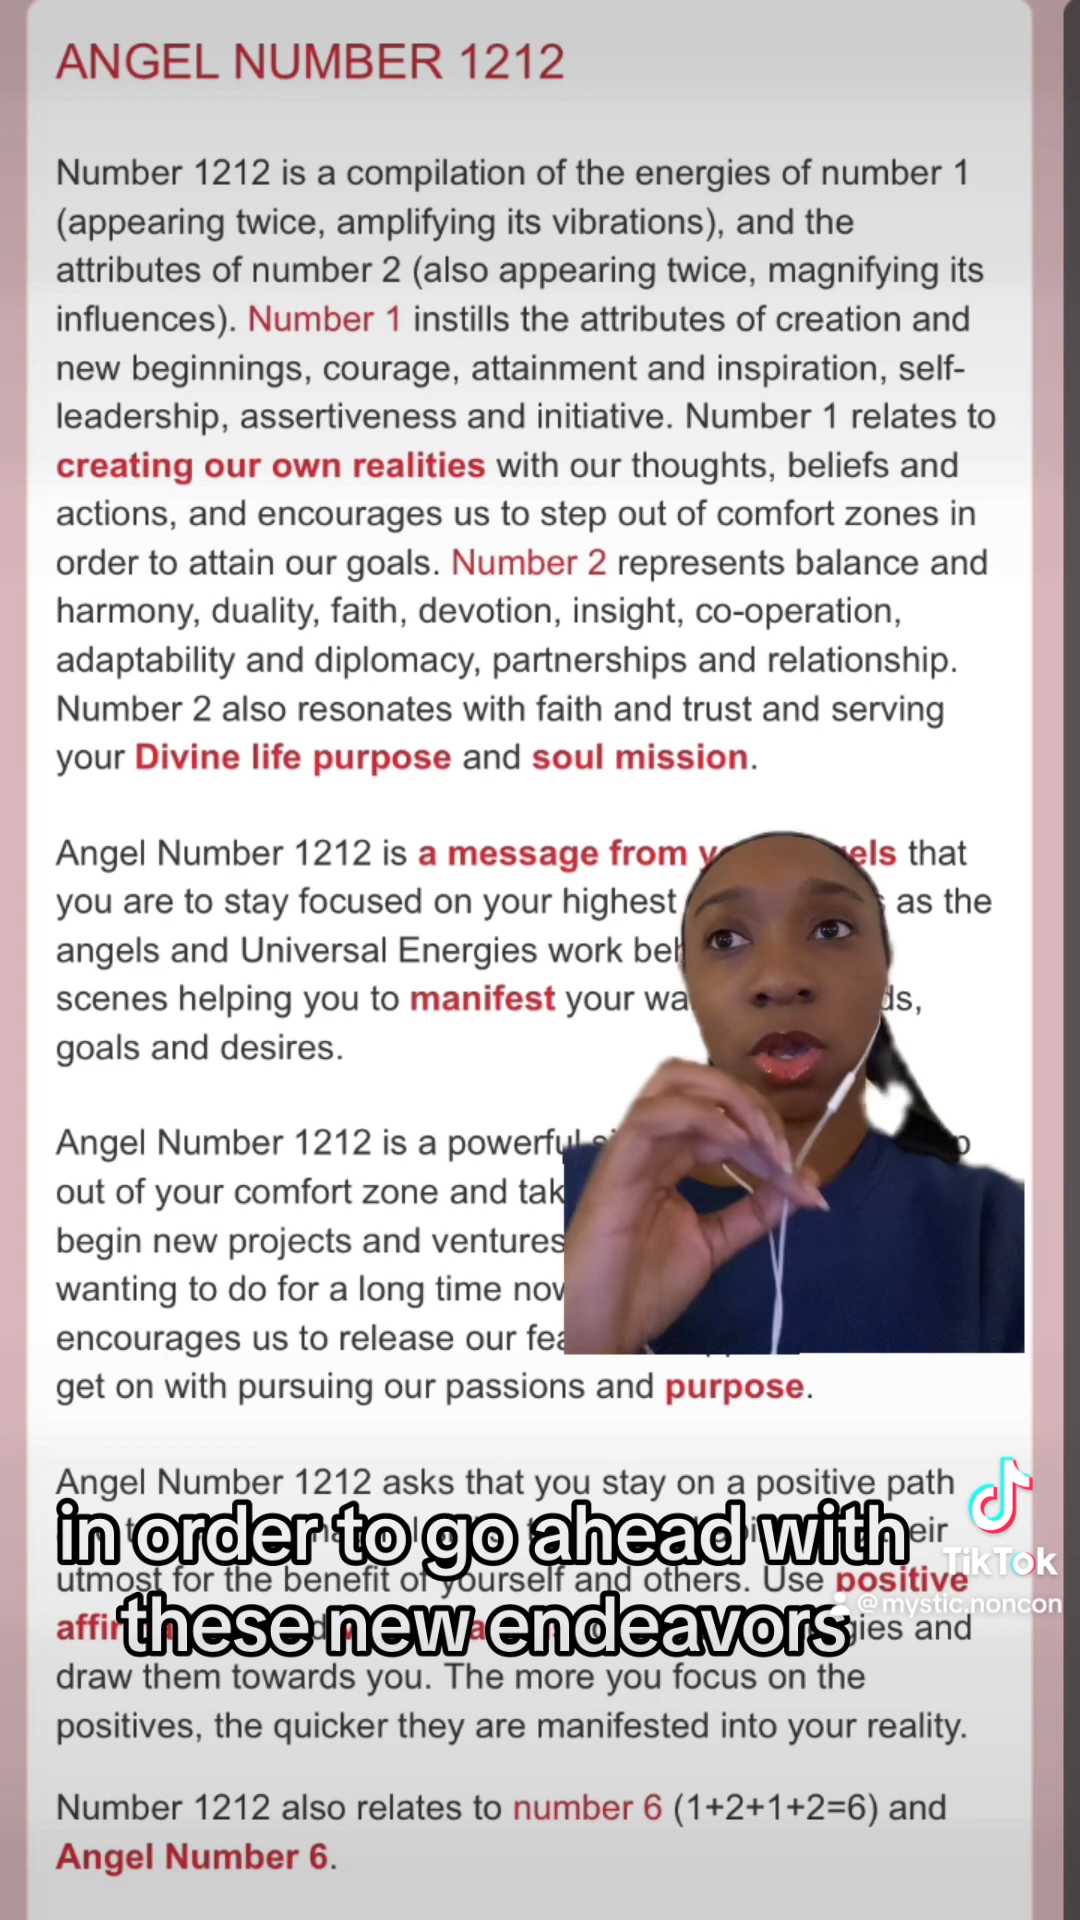 ANGEL NUMBER 1212
Number 1212 is a compilation of the energies of number 1
(appearing twice, amplifying its vibrations), and the
attributes of number 2 (also appearing twice, magnifying its
influences). Number 1 instills the attributes of creation and
new beginnings, courage, attainment and inspiration, self-
leadership, assertiveness and initiative. Number 1 relates to
creating our own realities with our thoughts, beliefs and
actions, and encourages us to step out of comfort zones in
order to attain our goals. Number 2 represents balance and
harmony, duality, faith, devotion, insight, co-operation,
adaptability and diplomacy, partnerships and relationship.
Number 2 also resonates with faith and trust and serving
your Divine life purpose and soul mission.
Angel Number 1212 is a message from that
you are to stay focused on your highest as the
angels and Universal Energies work
scenes helping you to manifest your
goals and desires.
Angel Number 1212 is a powerful
out of your comfort zone and
begin new projects and ventures
wanting to do for a long time
encourages us to release our
get on with pursuing our passions and purpose.
Angel Number 1212 asks that you stay on a positive path
in order to go ahead with
TikTok
utmost for the benefit of yourself and others. Use positive
@mystic.noncon
these new endeavors
and
draw them towards you. The more you focus on the
positives, the quicker they are manifested into your reality.
Number 1212 also relates to number 6 (1+2+1+2=6) and
Angel Number 6.